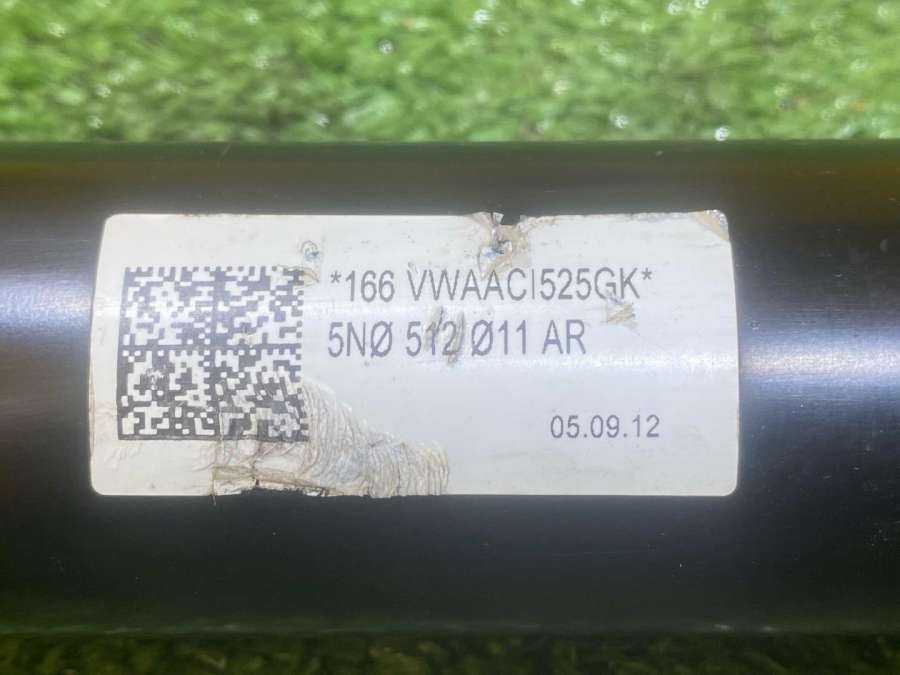 *166 VWAACI525GK*
5NØ 512 Ø11 AR
05.09.12